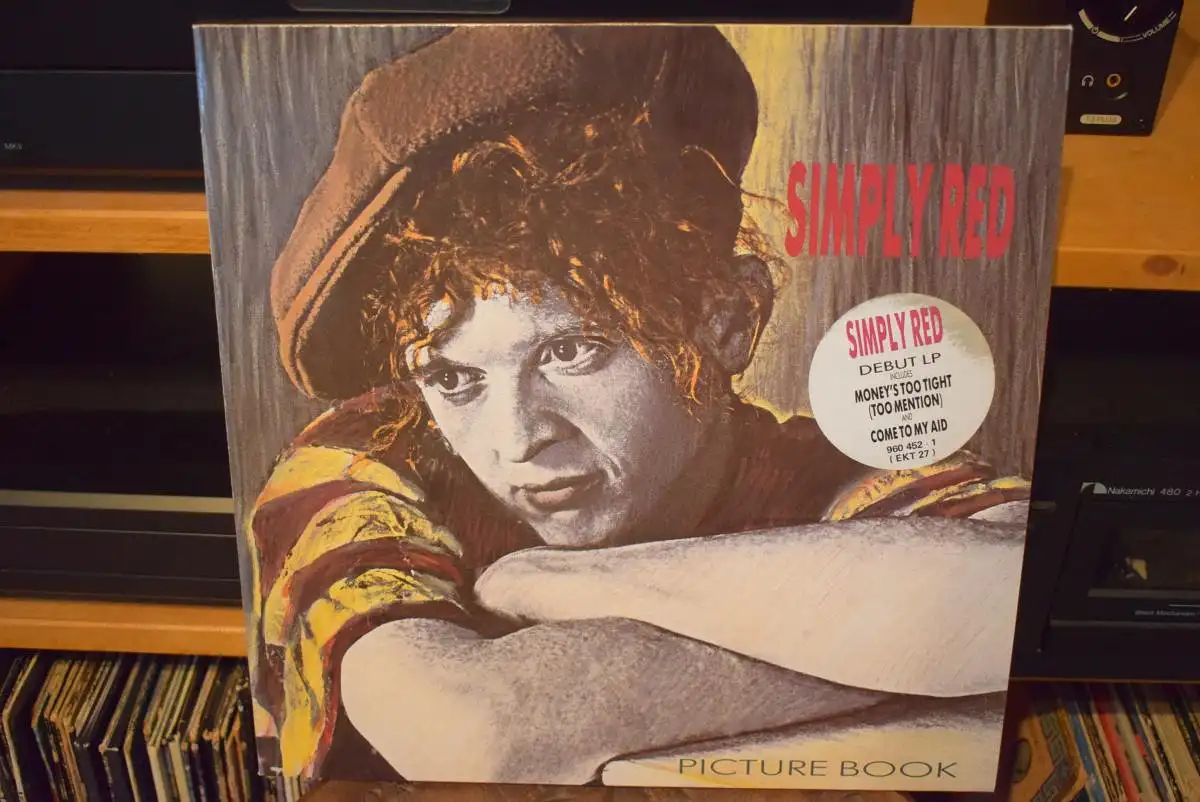 SIMPLY RED
SIMPLY RED
DEBUT LP
INCLUDES
MONEY'S TOO TIGHT
(TOO MENTION)
AND
COME TO MY AID
960 452 - 1
( EKT 27 )
PICTURE BOOK
VOLUME
Nakamichi 480